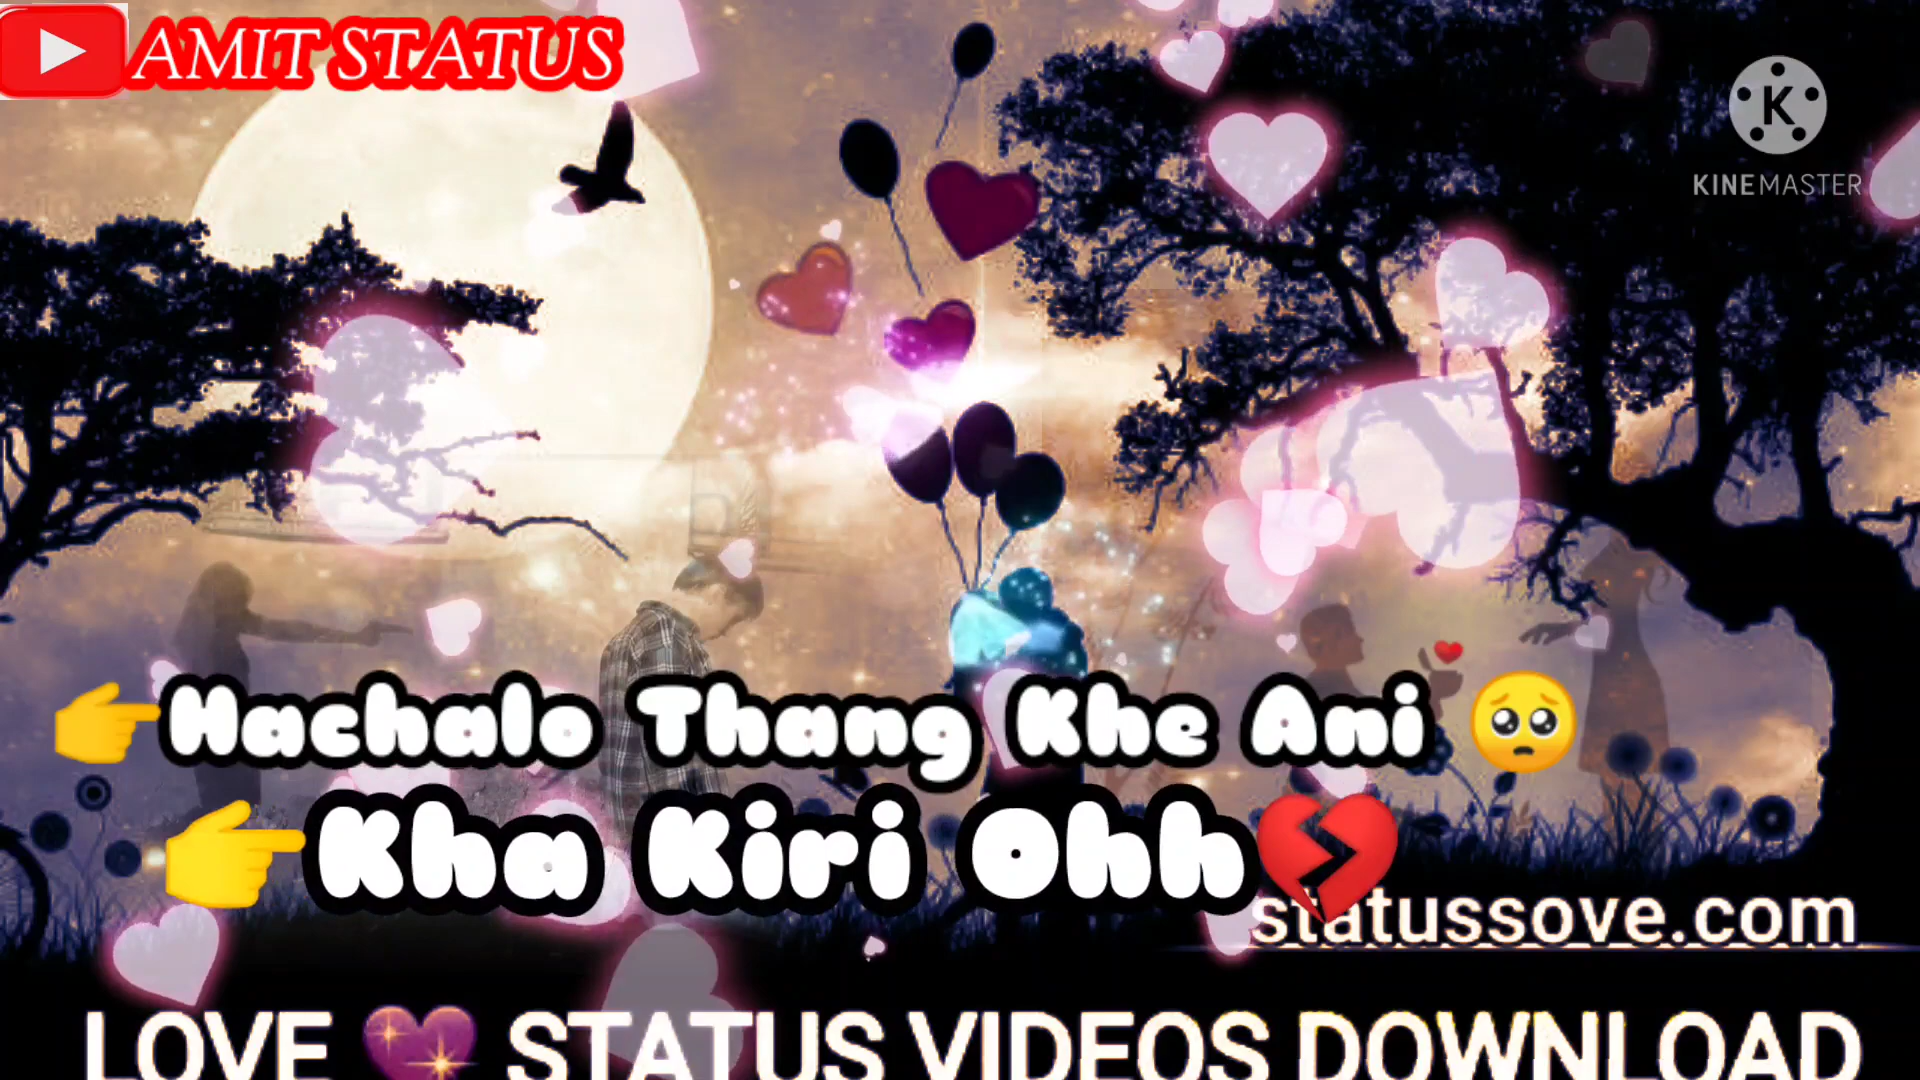 AMIT STATUS
K
KINEMASTER
👉Hachalo Thang Khe Ani 🥺
👉Kha Kiri Ohh💔
statussove.com
LOVE 💖 STATUS VIDEOS DOWNLOAD